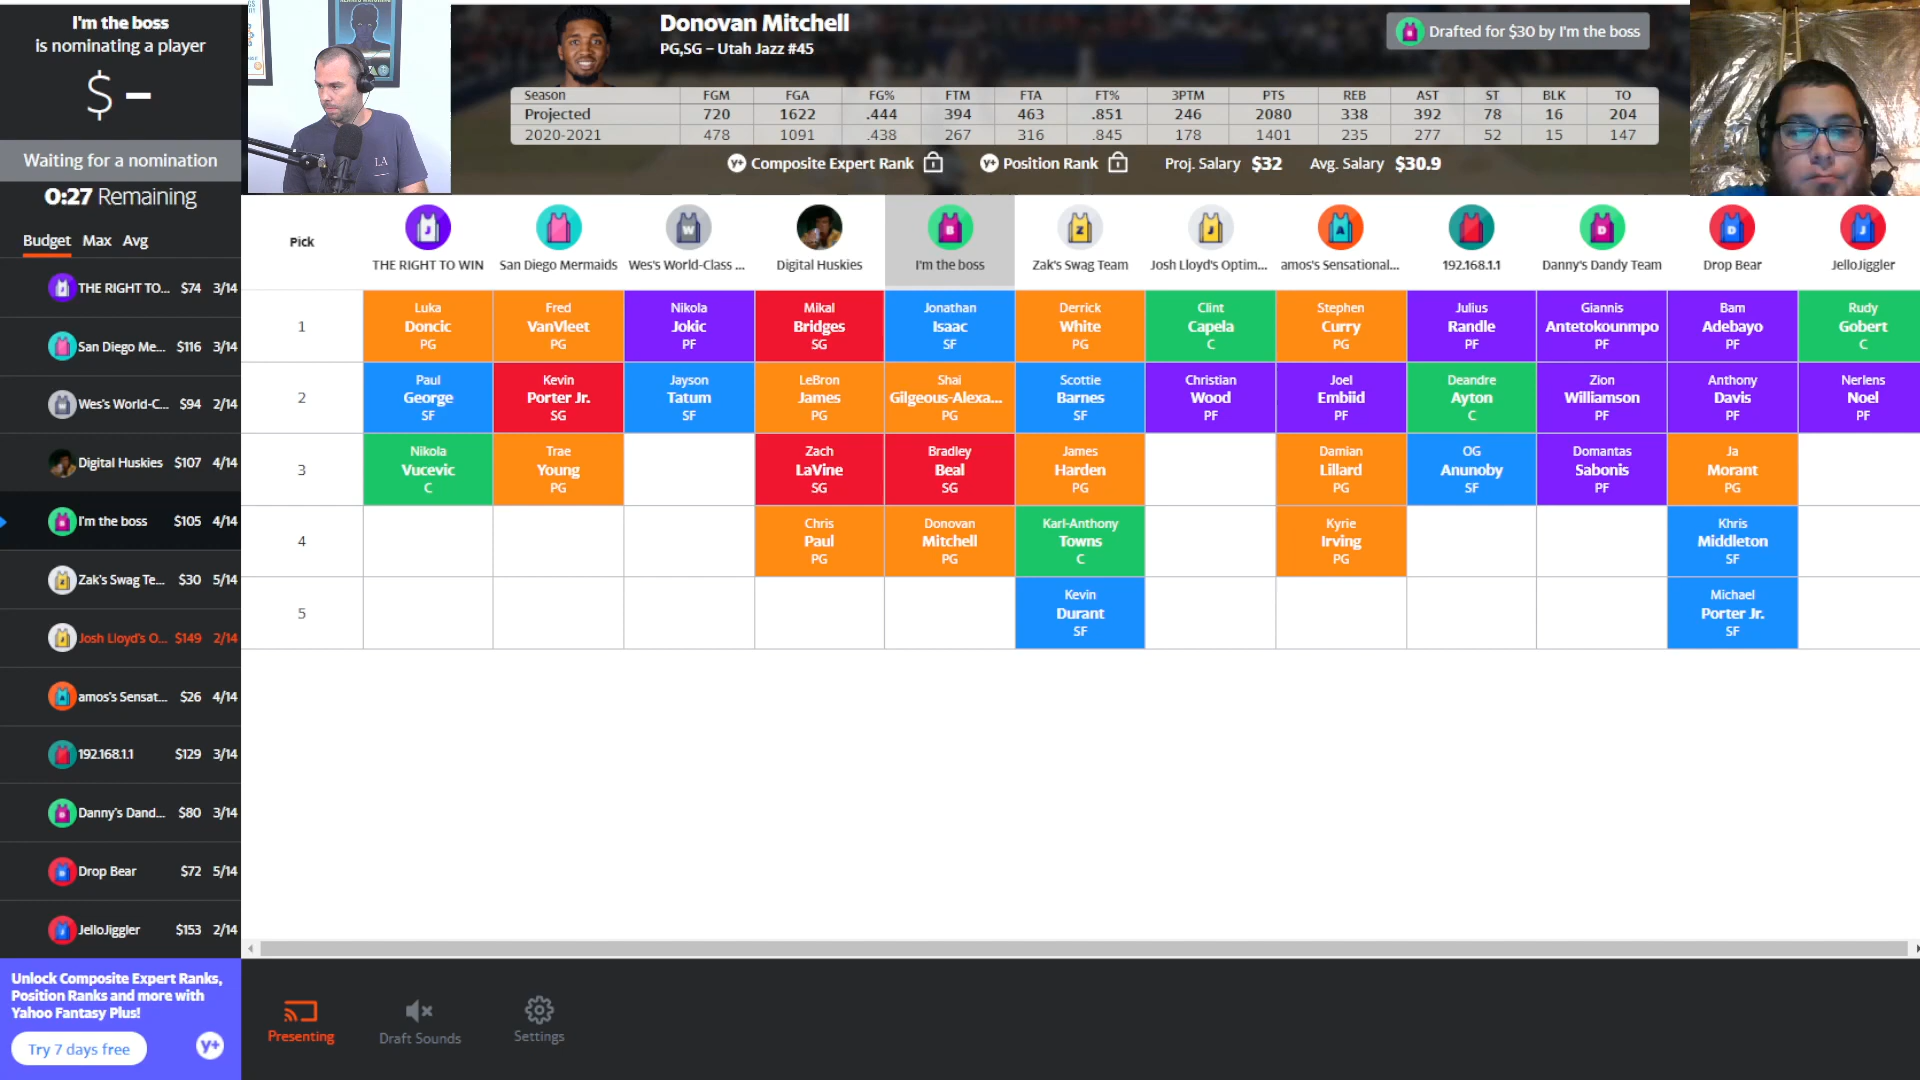 I'm the boss
is nominating a player
$ –
Waiting for a nomination
0:27 Remaining
Budget Max Avg
THE RIGHT TO... $74 3/14
San Diego Me... $116 3/14
Wes's World-C... $94 2/14
Digital Huskies $107 4/14
I'm the boss $105 4/14
Zak's Swag Te... $30 5/14
Josh Lloyd's O... $149 2/14
amos's Sensat... $26 4/14
192.168.1.1 $129 3/14
Danny's Dand... $80 3/14
Drop Bear $72 5/14
JelloJiggler $153 2/14
Unlock Composite Expert Ranks,
Position Ranks and more with
Yahoo Fantasy Plus!
Try 7 days free
y+
LA
Donovan Mitchell
PG,SG – Utah Jazz #45
Drafted for $30 by I'm the boss
Season FGM FGA FG% FTM FTA FT% 3PTM PTS REB AST ST BLK TO
Projected 720 1622 .444 394 463 .851 246 2080 338 392 78 16 204
2020-2021 478 1091 .438 267 316 .845 178 1401 235 277 52 15 147
y+ Composite Expert Rank y+ Position Rank Proj. Salary $32 Avg. Salary $30.9
J W B Z J A D D J
Pick THE RIGHT TO WIN San Diego Mermaids Wes's World-Class ... Digital Huskies I'm the boss Zak's Swag Team Josh Lloyd's Optim... amos's Sensational... 192.168.1.1 Danny's Dandy Team Drop Bear JelloJiggler
Luka Fred Nikola Mikal Jonathan Derrick Clint Stephen Julius Giannis Bam Rudy
1 Doncic VanVleet Jokic Bridges Isaac White Capela Curry Randle Antetokounmpo Adebayo Gobert
PG PG PF SG SF PG C PG PF PF PF C
Paul Kevin Jayson LeBron Shai Scottie Christian Joel Deandre Zion Anthony Nerlens
2 George Porter Jr. Tatum James Gilgeous-Alexa... Barnes Wood Embiid Ayton Williamson Davis Noel
SF SG SF PG PG SF PF PF C PF PF PF
Nikola Trae Zach Bradley James Damian OG Domantas Ja
3 Vucevic Young LaVine Beal Harden Lillard Anunoby Sabonis Morant
C PG SG SG PG PG SF PF PG
Chris Donovan Karl-Anthony Kyrie Khris
4 Paul Mitchell Towns Irving Middleton
PG PG C PG SF
Kevin Michael
5 Durant Porter Jr.
SF SF
Presenting Draft Sounds Settings